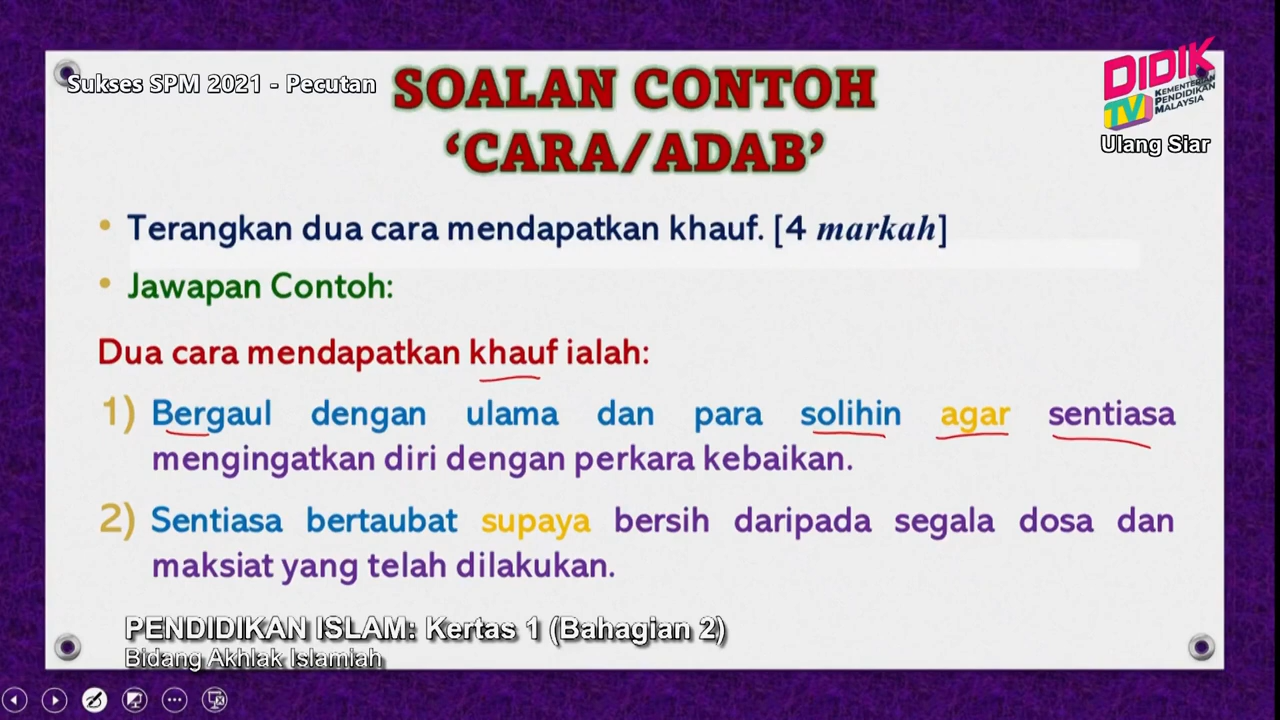 Sukses SPM 2021 - Pecutan
SOALAN CONTOH
‘CARA/ADAB’
DIDIK
TV
KEMENTERIAN
PENDIDIKAN
MALAYSIA
Ulang Siar
• Terangkan dua cara mendapatkan khauf. [4 markah]
• Jawapan Contoh:
Dua cara mendapatkan khauf ialah:
1) Bergaul dengan ulama dan para solihin agar sentiasa
mengingatkan diri dengan perkara kebaikan.
2) Sentiasa bertaubat supaya bersih daripada segala dosa dan
maksiat yang telah dilakukan.
PENDIDIKAN ISLAM: Kertas 1 (Bahagian 2)
Bidang Akhlak Islamiah